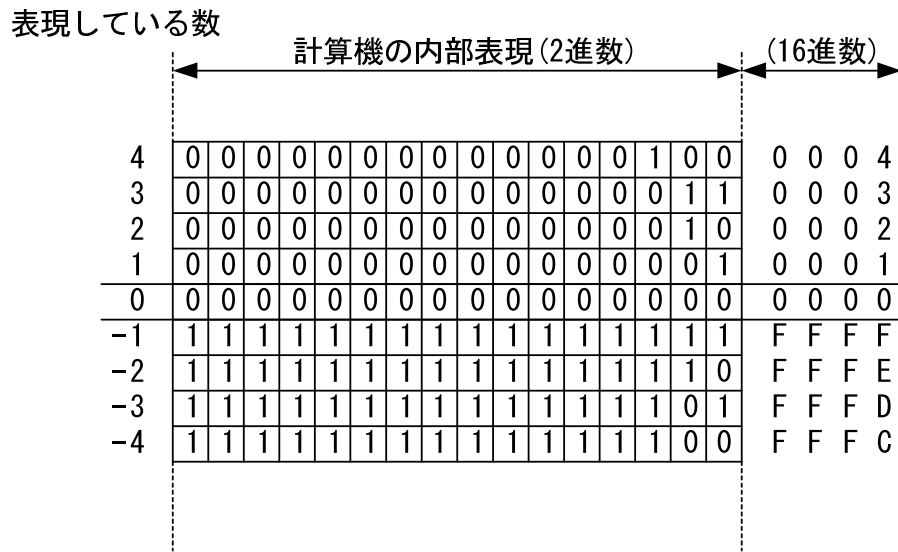 表現している数
計算機の内部表現(2進数) (16進数)
4 0 0 0 0 0 0 0 0 0 0 0 0 0 1 0 0 0 0 0 4
3 0 0 0 0 0 0 0 0 0 0 0 0 0 0 1 1 0 0 0 3
2 0 0 0 0 0 0 0 0 0 0 0 0 0 0 1 0 0 0 0 2
1 0 0 0 0 0 0 0 0 0 0 0 0 0 0 0 1 0 0 0 1
0 0 0 0 0 0 0 0 0 0 0 0 0 0 0 0 0 0 0 0 0
-1 1 1 1 1 1 1 1 1 1 1 1 1 1 1 1 1 F F F F
-2 1 1 1 1 1 1 1 1 1 1 1 1 1 1 1 0 F F F E
-3 1 1 1 1 1 1 1 1 1 1 1 1 1 1 0 1 F F F D
-4 1 1 1 1 1 1 1 1 1 1 1 1 1 1 0 0 F F F C